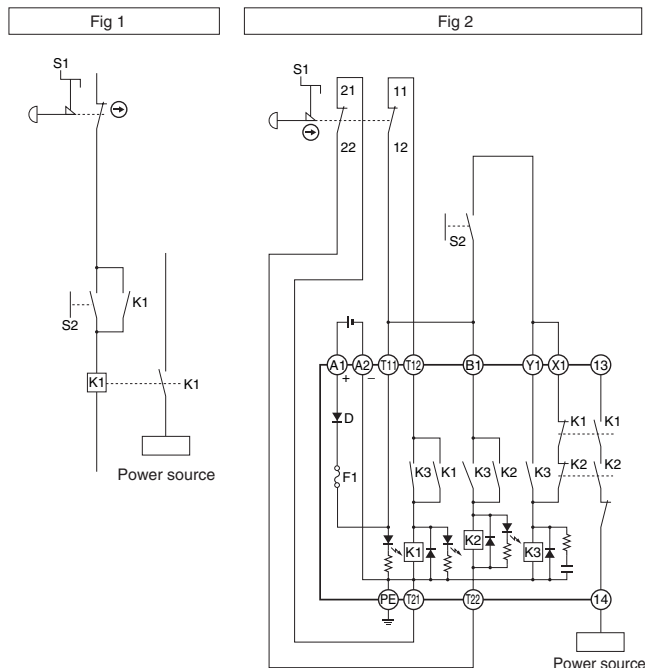 Fig 1
Fig 2
S1
S2
K1
K1
K1
Power source
S1
21
11
22
12
S2
A1
A2
T11
T12
B1
Y1
X1
13
+
−
D
F1
K1
K1
K2
K2
K3
K1
K3
K2
K3
K1
K2
K3
PE
T21
T22
14
Power source